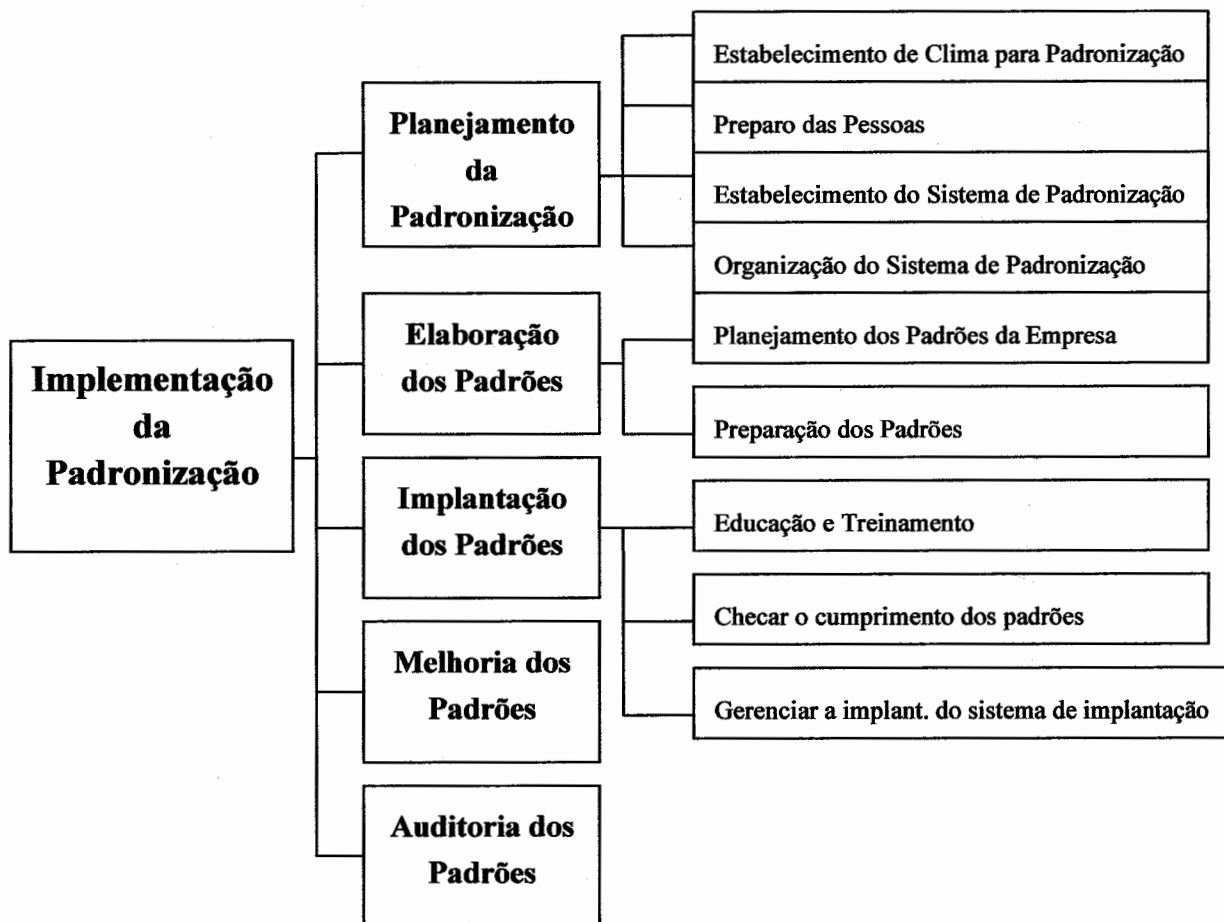 Implementação
da
Padronização
Planejamento
da
Padronização
Estabelecimento de Clima para Padronização
Preparo das Pessoas
Estabelecimento do Sistema de Padronização
Organização do Sistema de Padronização
Elaboração
dos Padrões
Planejamento dos Padrões da Empresa
Preparação dos Padrões
Implantação
dos Padrões
Educação e Treinamento
Checar o cumprimento dos padrões
Gerenciar a implant. do sistema de implantação
Melhoria dos
Padrões
Auditoria dos
Padrões